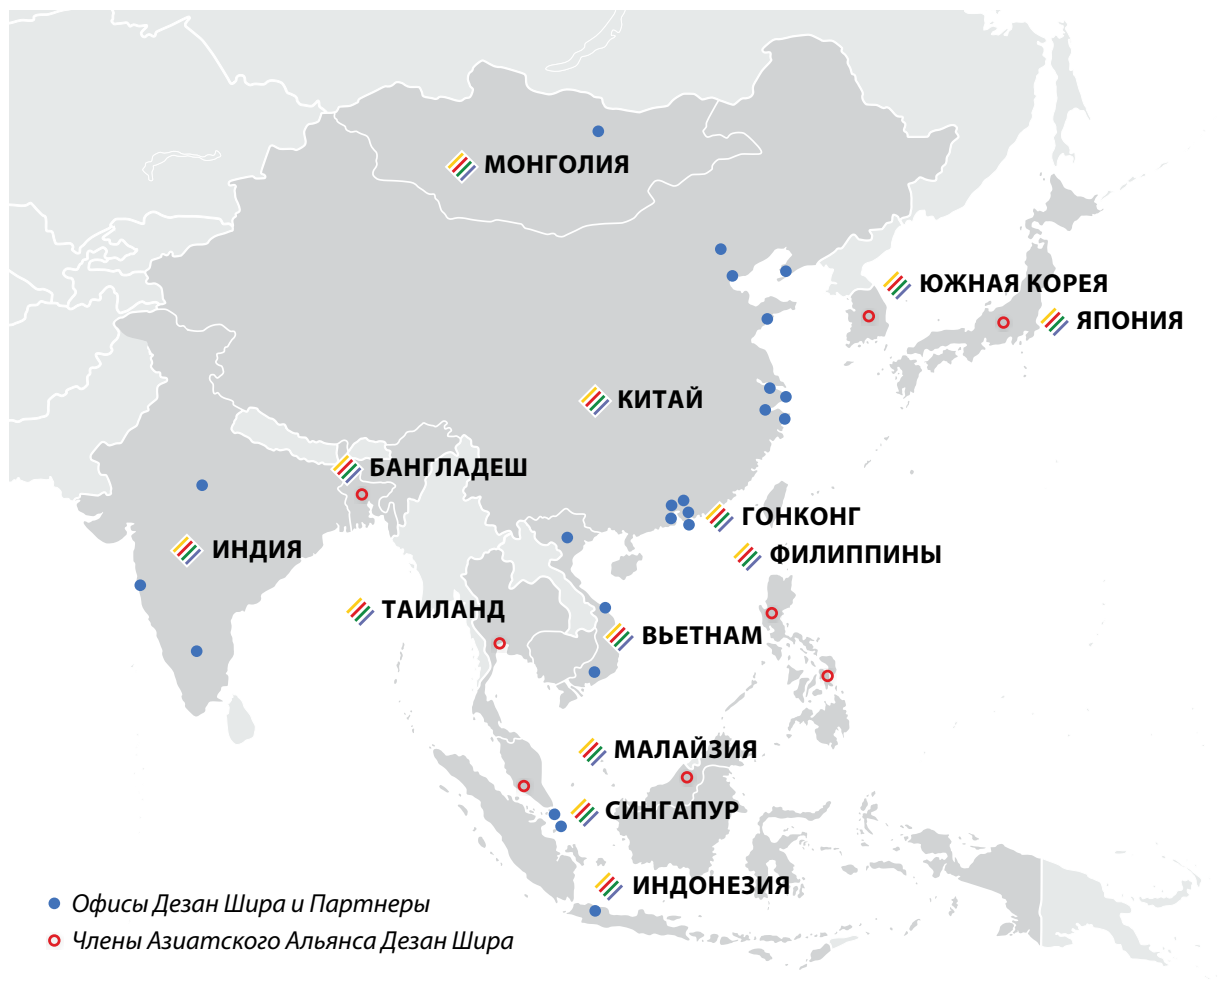 МОНГОЛИЯ
ЮЖНАЯ КОРЕЯ
ЯПОНИЯ
КИТАЙ
БАНГЛАДЕШ
ГОНКОНГ
ИНДИЯ
ФИЛИППИНЫ
ТАИЛАНД
ВЬЕТНАМ
МАЛАЙЗИЯ
СИНГАПУР
ИНДОНЕЗИЯ
Офисы Дезан Шира и Партнеры
Члены Азиатского Альянса Дезан Шира